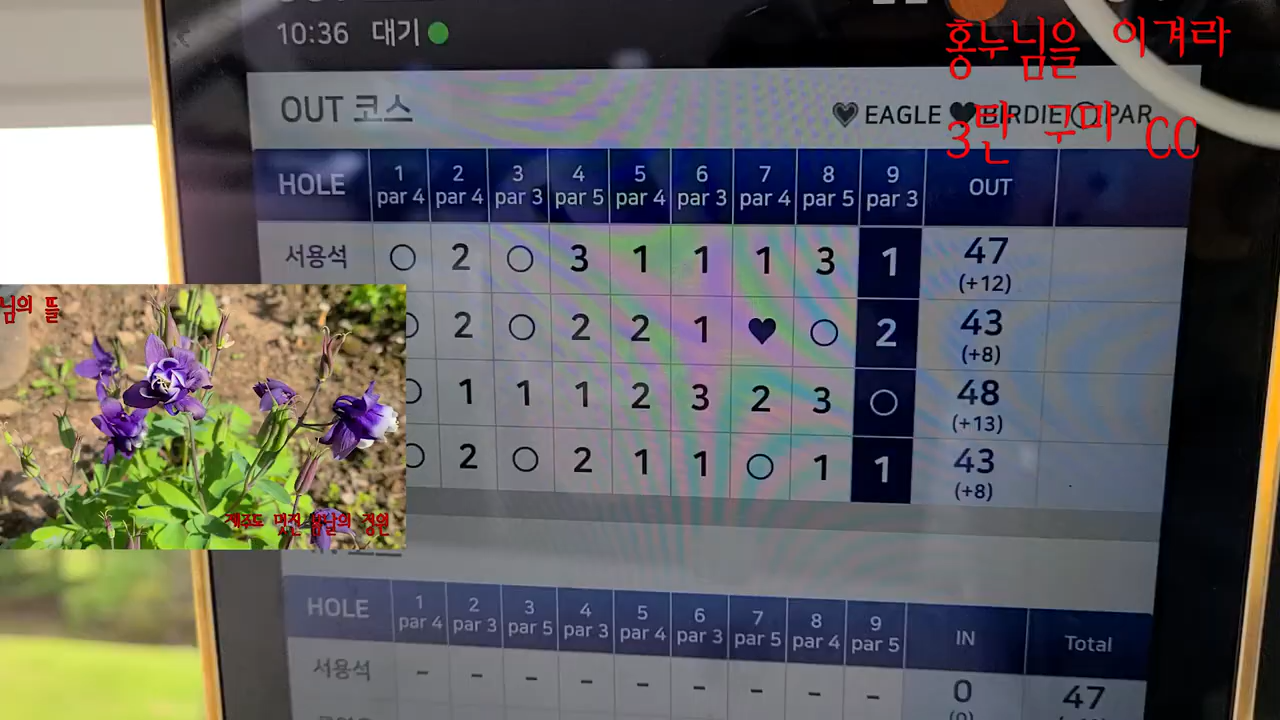 10:36 대기
홍누님을 이겨라
OUT 코스
EAGLE BIRDIE PAR
3탄 구미 CC
HOLE 1 2 3 4 5 6 7 8 9 OUT
par 4 par 4 par 3 par 5 par 4 par 3 par 4 par 5 par 3
서용석 2 3 1 1 1 3 1 47
(+12)
님의 뜰
2 2 2 1 2 43
(+8)
1 1 1 2 3 2 3 48
(+13)
2 2 1 1 1 1 43
(+8)
봄날의 정원
HOLE 1 2 3 4 5 6 7 8 9 IN Total
par 4 par 3 par 5 par 3 par 4 par 3 par 5 par 4 par 5
서용석 - - - - - - - - - 0 47